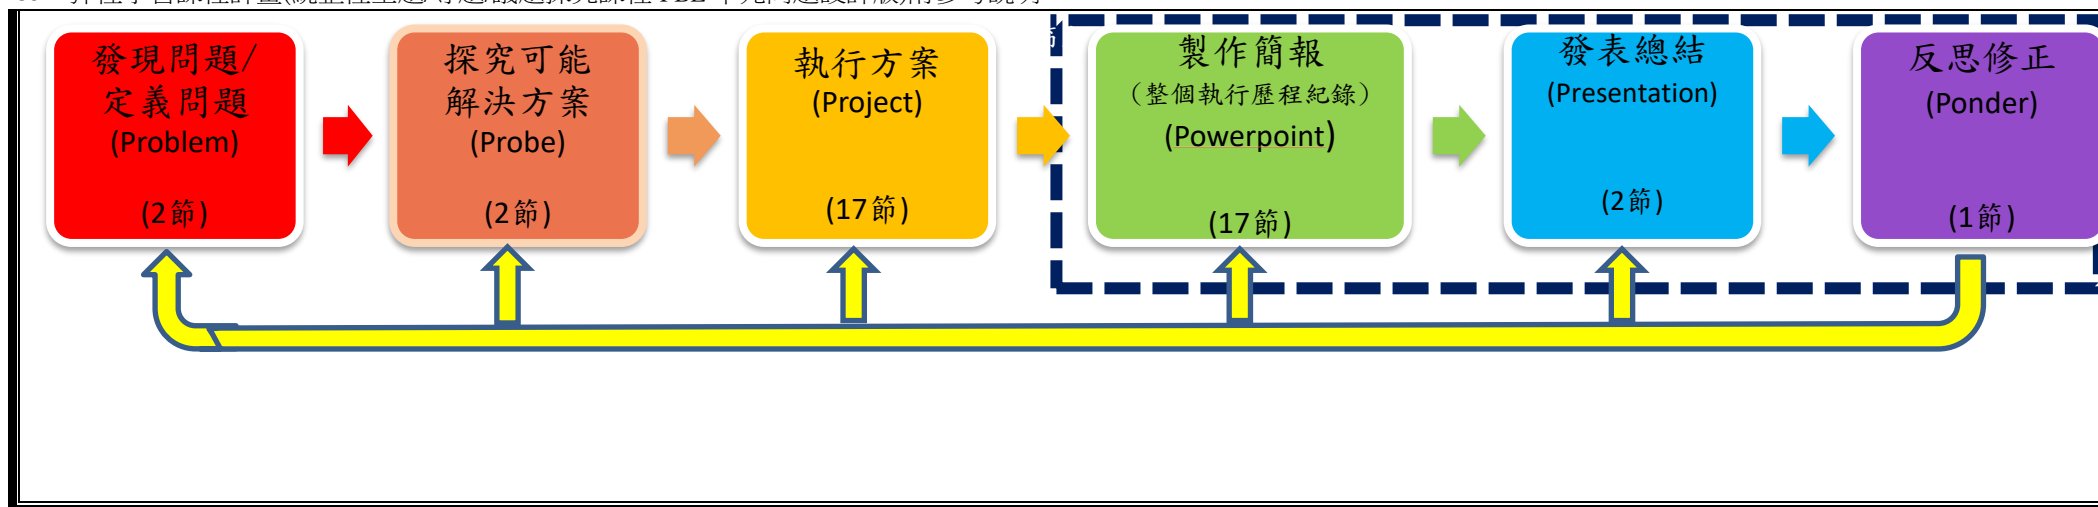 發現問題/
定義問題
(Problem)
(2節)
探究可能
解決方案
(Probe)
(2節)
執行方案
(Project)
(17節)
節
製作簡報
(整個執行歷程紀錄)
(Powerpoint)
(17節)
發表總結
(Presentation)
(2節)
反思修正
(Ponder)
(1節)